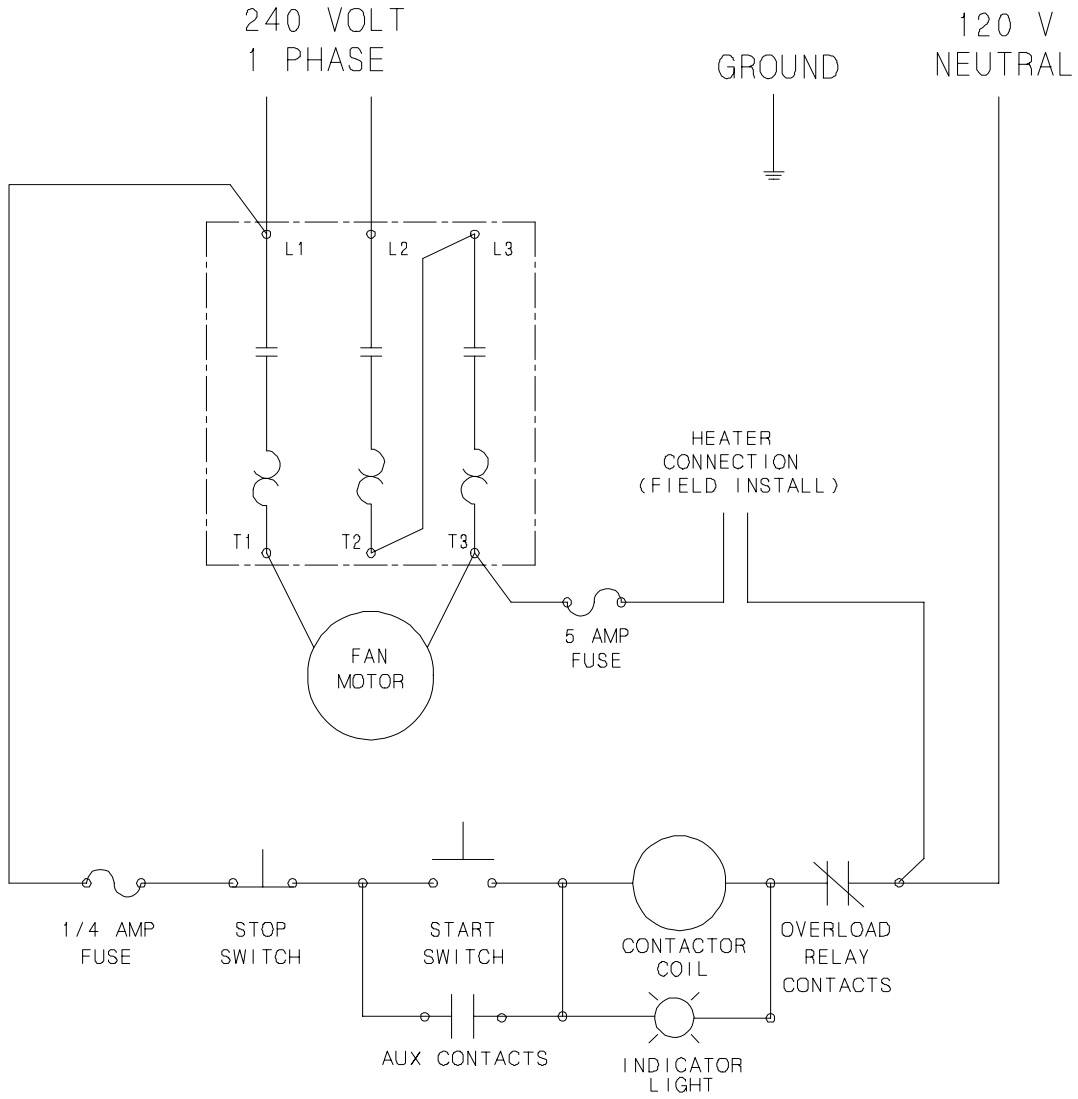 240 VOLT
1 PHASE
GROUND
120 V
NEUTRAL
L1
L2
L3
HEATER
CONNECTION
(FIELD INSTALL)
T1
T2
T3
5 AMP
FUSE
FAN
MOTOR
1/4 AMP
FUSE
STOP
SWITCH
START
SWITCH
CONTACTOR
COIL
OVERLOAD
RELAY
CONTACTS
AUX CONTACTS
INDICATOR
LIGHT